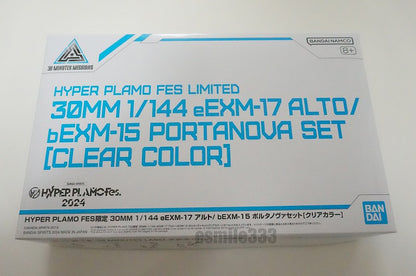 30 MINUTES MISSIONS
BANDAI NAMCO
8+
HYPER PLAMO FES LIMITED
30MM 1/144 eEXM-17 ALTO/
bEXM-15 PORTANOVA SET
[CLEAR COLOR]
HYPER PLAMO Fes.
2024
HYPER PLAMO FES限定 30MM 1/144 eEXM-17 アルト/ bEXM-15 ポルタノヴァセット[クリアカラー]
BAN
DAI
esmile333